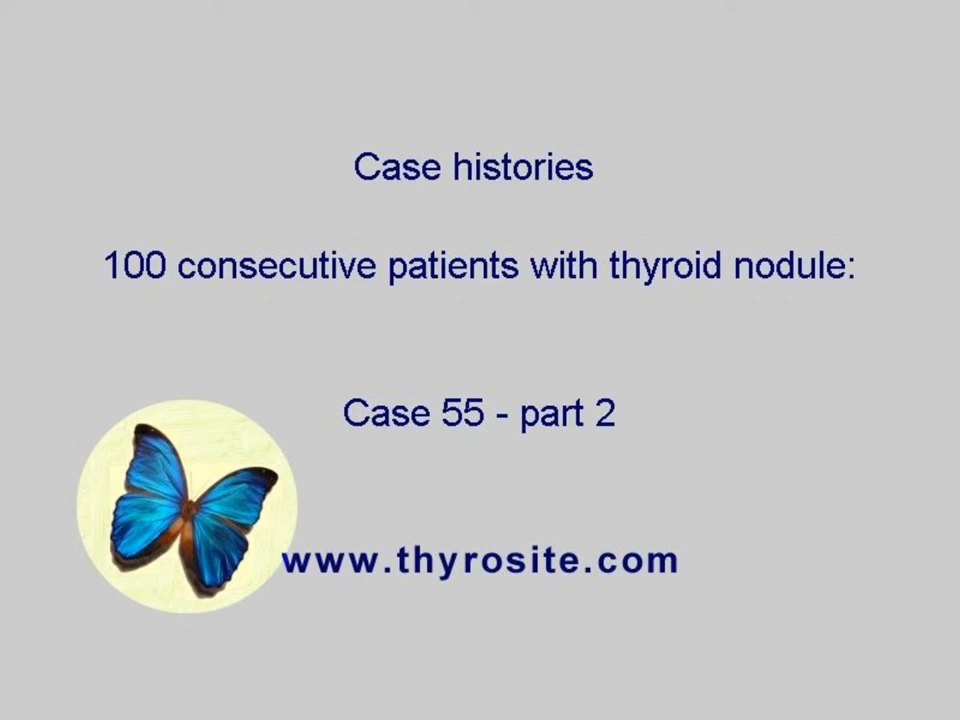 Case histories
100 consecutive patients with thyroid nodule:
Case 55 - part 2
www.thyrosite.com